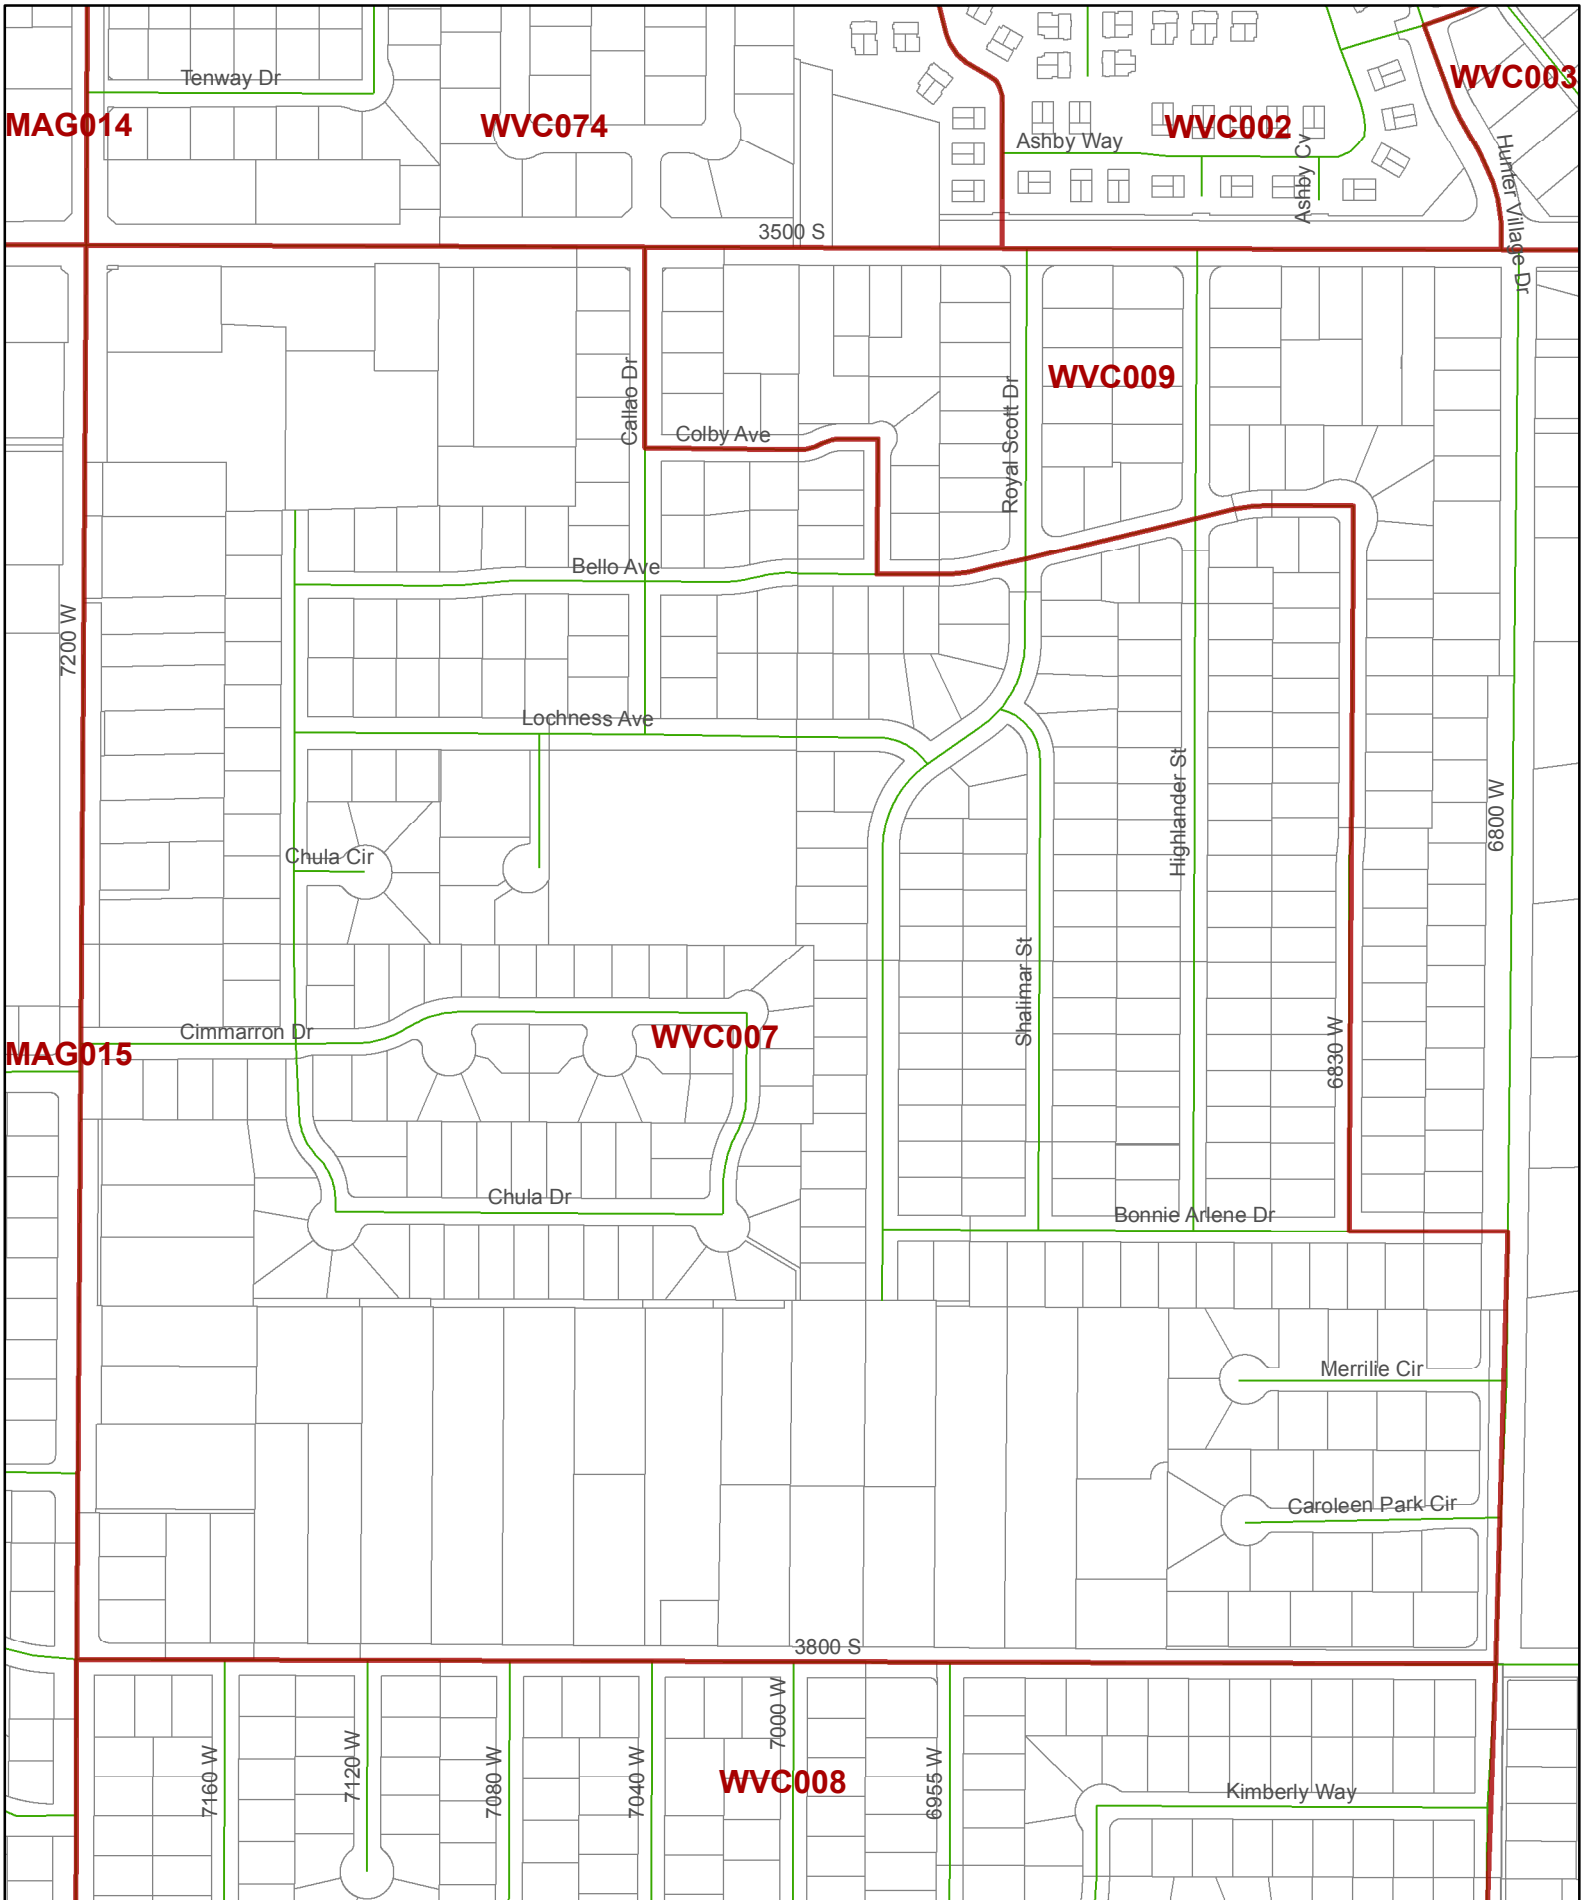 Tenway Dr
WVC003
MAG014
WVC074
WVC002
Ashby Way
Ashby Cv
Hunter Village Dr
3500 S
Callao Dr
WVC009
Royal Scott Dr
Colby Ave
Bello Ave
7200 W
Lochness Ave
Highlander St
6800 W
Chula Cir
Shalimar St
Cimmarron Dr
WVC007
MAG015
6830 W
Chula Dr
Bonnie Arlene Dr
Merrilie Cir
Caroleen Park Cir
3800 S
7160 W
7120 W
7080 W
7040 W
7000 W
WVC008
6955 W
Kimberly Way